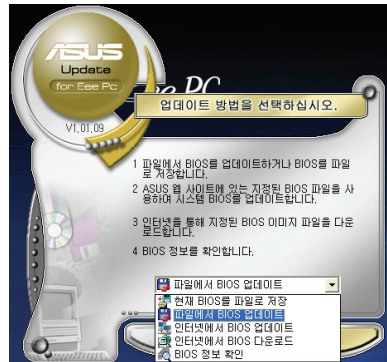 ASUS
Update
for Eee Pc
Eee PC
V1.01.09
업데이트 방법을 선택하십시오.
1 파일에서 BIOS를 업데이트하거나 BIOS를 파일
로 저장합니다.
2 ASUS 웹 사이트에 있는 지정된 BIOS 파일을 사
용하여 시스템 BIOS를 업데이트합니다.
3 인터넷을 통해 지정된 BIOS 이미지 파일을 다운
로드합니다.
4 BIOS 정보를 확인합니다.
파일에서 BIOS 업데이트
현재 BIOS를 파일로 저장
파일에서 BIOS 업데이트
인터넷에서 BIOS 업데이트
인터넷에서 BIOS 다운로드
BIOS 정보 확인